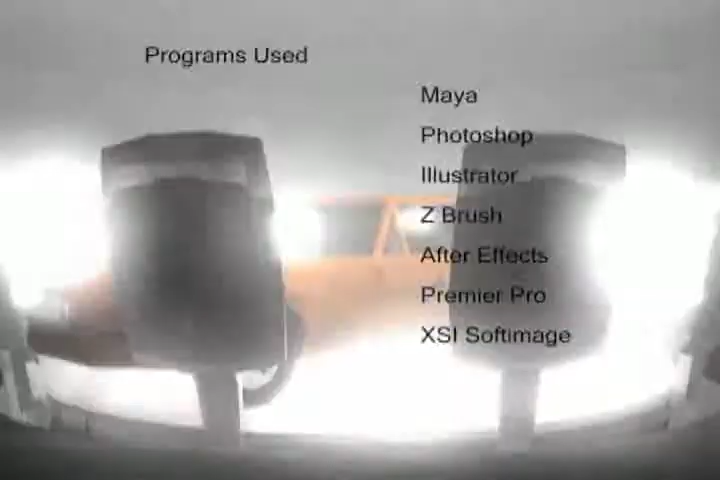 Programs Used
Maya
Photoshop
Illustrator
Z Brush
After Effects
Premier Pro
XSI Softimage